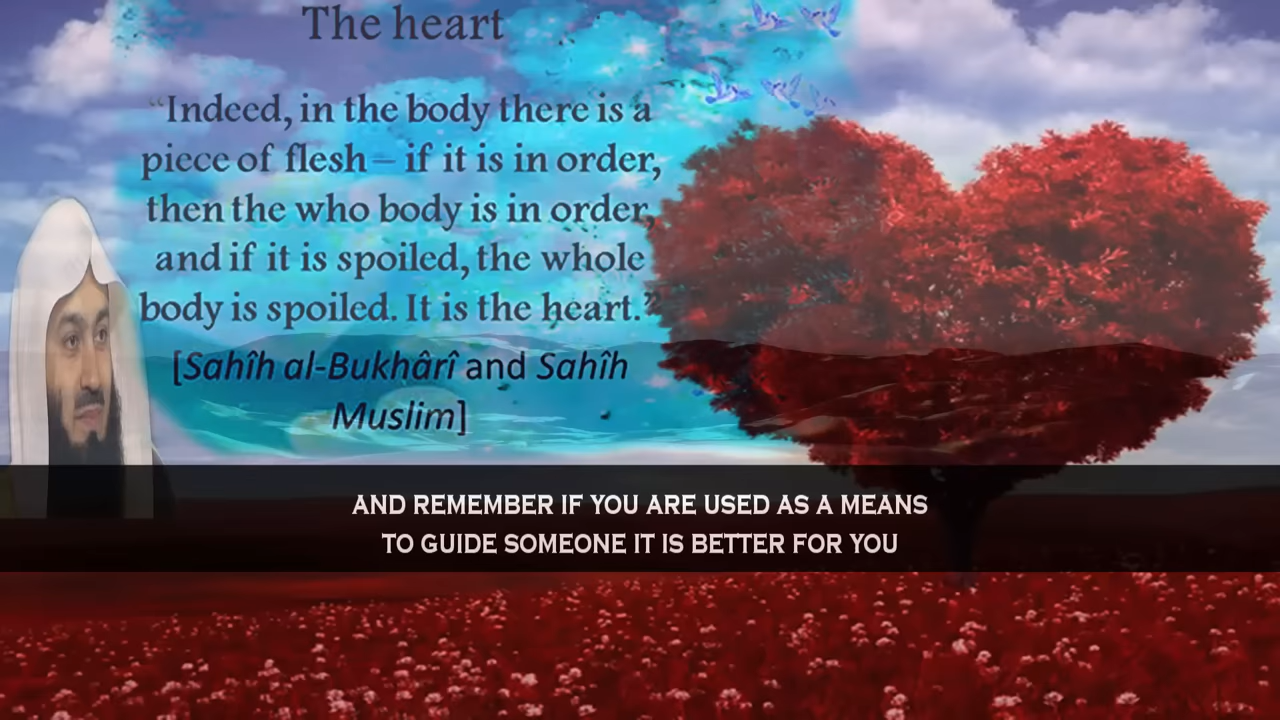 The heart
“Indeed, in the body there is a
piece of flesh – if it is in order,
then the who body is in order,
and if it is spoiled, the whole
body is spoiled. It is the heart.”
[Sahîh al-Bukhârî and Sahîh
Muslim]
AND REMEMBER IF YOU ARE USED AS A MEANS
TO GUIDE SOMEONE IT IS BETTER FOR YOU